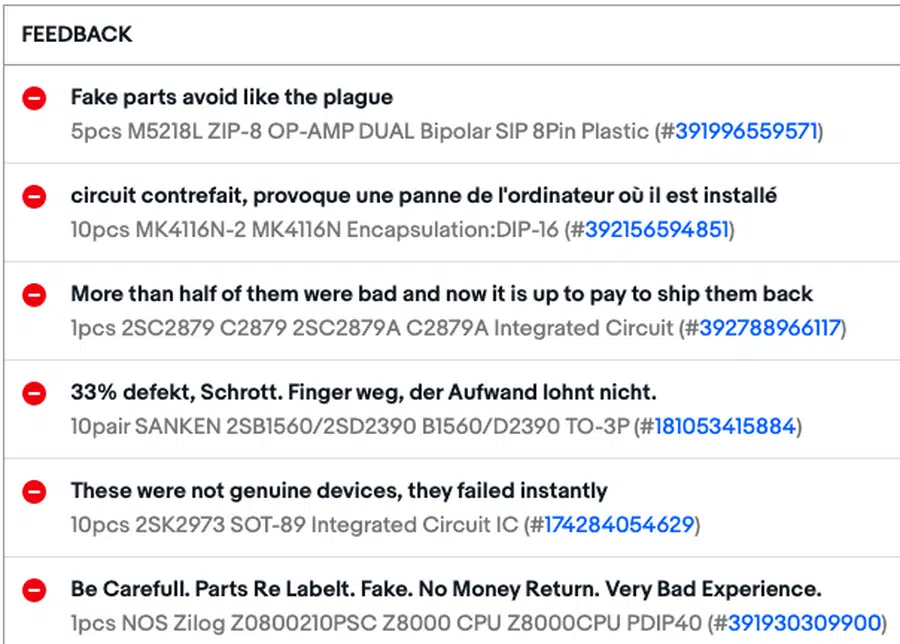 FEEDBACK
Fake parts avoid like the plague
5pcs M5218L ZIP-8 OP-AMP DUAL Bipolar SIP 8Pin Plastic (#391996559571)
circuit contrefait, provoque une panne de l'ordinateur où il est installé
10pcs MK4116N-2 MK4116N Encapsulation:DIP-16 (#392156594851)
More than half of them were bad and now it is up to pay to ship them back
1pcs 2SC2879 C2879 2SC2879A C2879A Integrated Circuit (#392788966117)
33% defekt, Schrott. Finger weg, der Aufwand lohnt nicht.
10pair SANKEN 2SB1560/2SD2390 B1560/D2390 TO-3P (#181053415884)
These were not genuine devices, they failed instantly
10pcs 2SK2973 SOT-89 Integrated Circuit IC (#174284054629)
Be Carefull. Parts Re Labelt. Fake. No Money Return. Very Bad Experience.
1pcs NOS Zilog Z0800210PSC Z8000 CPU Z8000CPU PDIP40 (#391930309900)